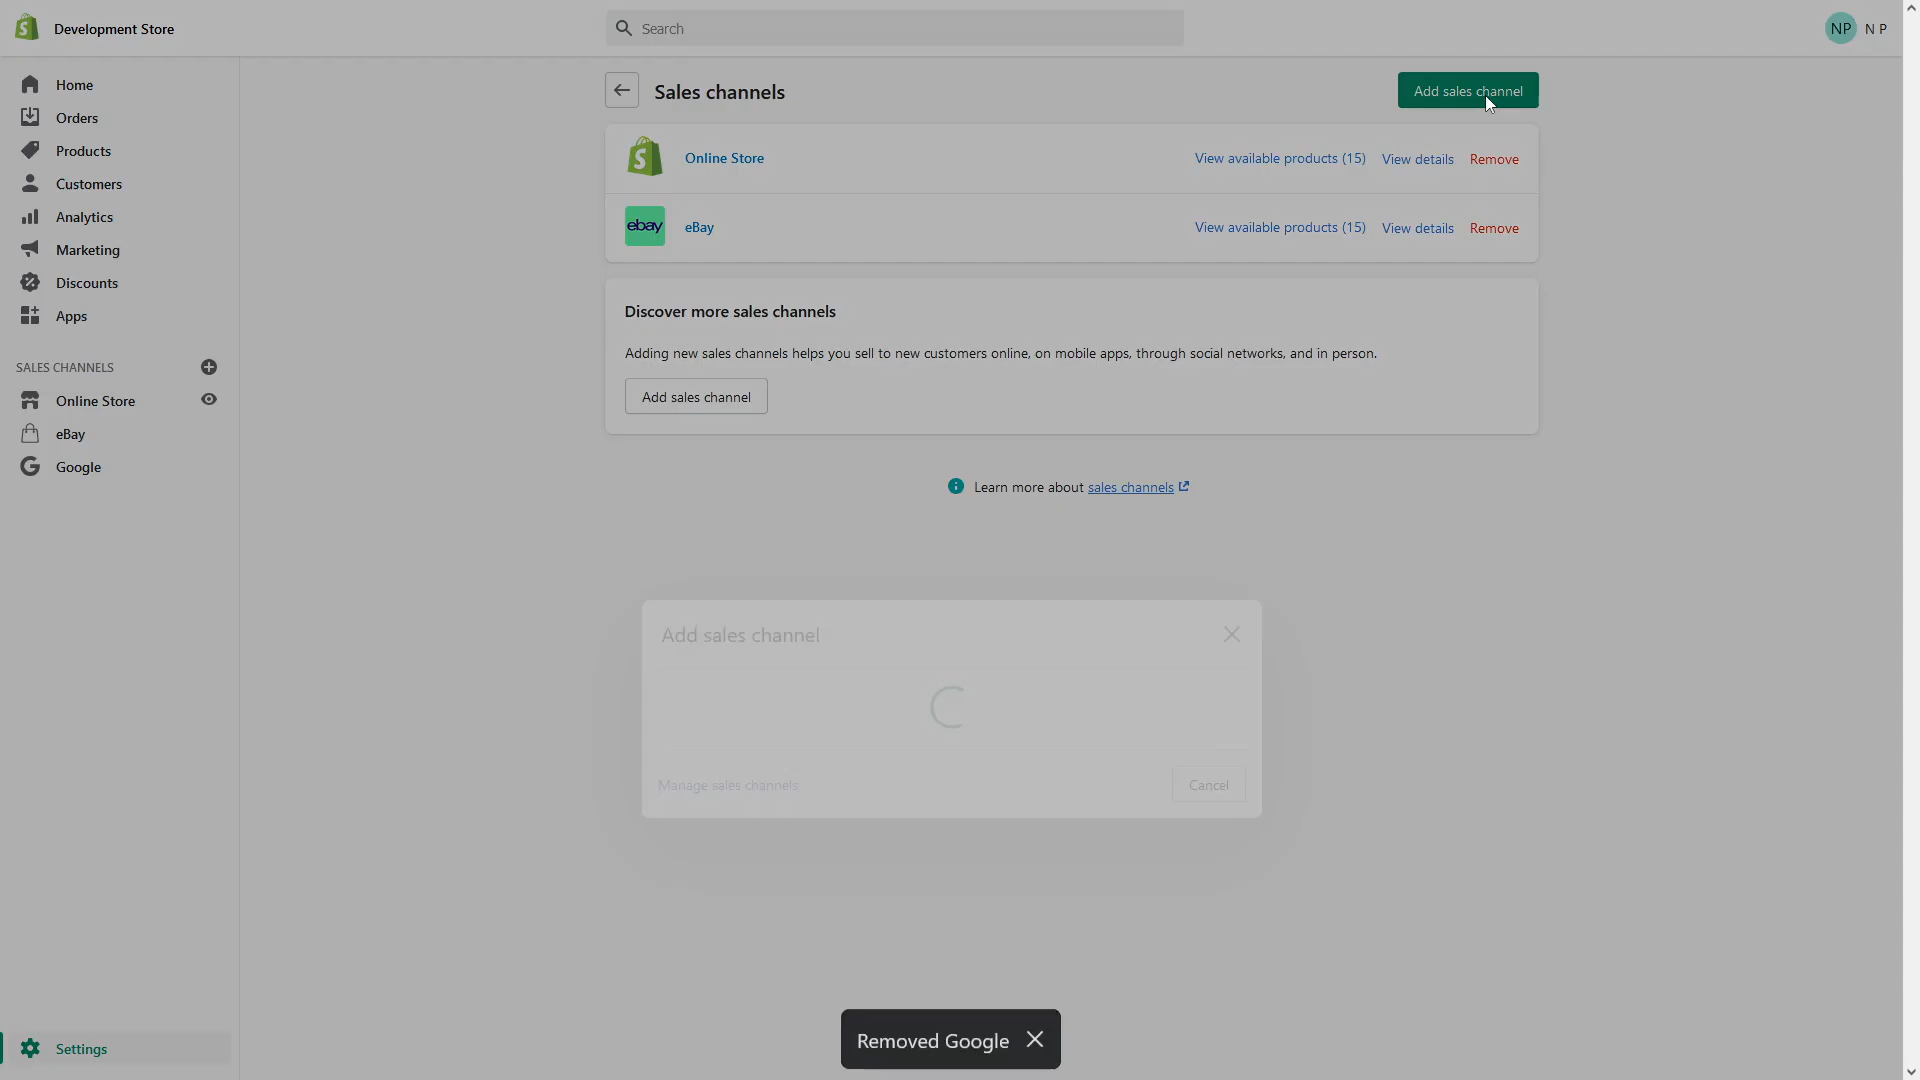 Development Store
Search
NP N P
Home
Orders
Products
Customers
Analytics
Marketing
Discounts
Apps
SALES CHANNELS
Online Store
eBay
Google
Settings
Sales channels
Add sales channel
Online Store
View available products (15) View details Remove
ebay
eBay
View available products (15) View details Remove
Discover more sales channels
Adding new sales channels helps you sell to new customers online, on mobile apps, through social networks, and in person.
Add sales channel
Learn more about sales channels
Add sales channel
Manage sales channels
Cancel
Removed Google